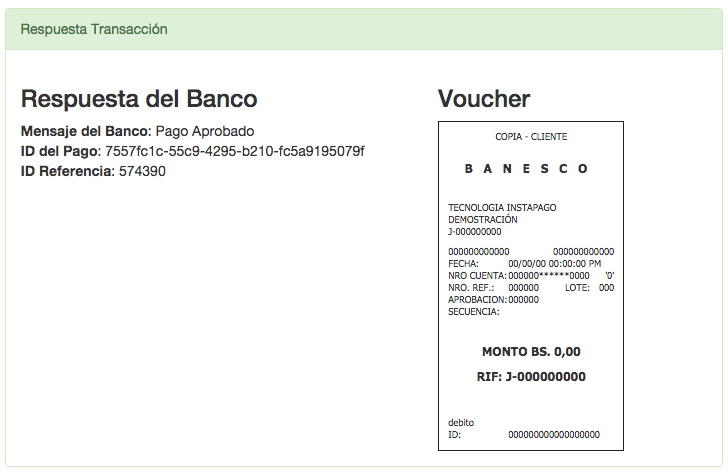 Respuesta Transacción
Respuesta del Banco
Mensaje del Banco: Pago Aprobado
ID del Pago: 7557fc1c-55c9-4295-b210-fc5a9195079f
ID Referencia: 574390
Voucher
COPIA - CLIENTE
B A N E S C O
TECNOLOGIA INSTAPAGO
DEMOSTRACIÓN
J-000000000
000000000000 000000000000
FECHA: 00/00/00 00:00:00 PM
NRO CUENTA: 000000******0000 '0'
NRO. REF.: 000000 LOTE: 000
APROBACION: 000000
SECUENCIA:
MONTO BS. 0,00
RIF: J-000000000
debito
ID: 000000000000000000